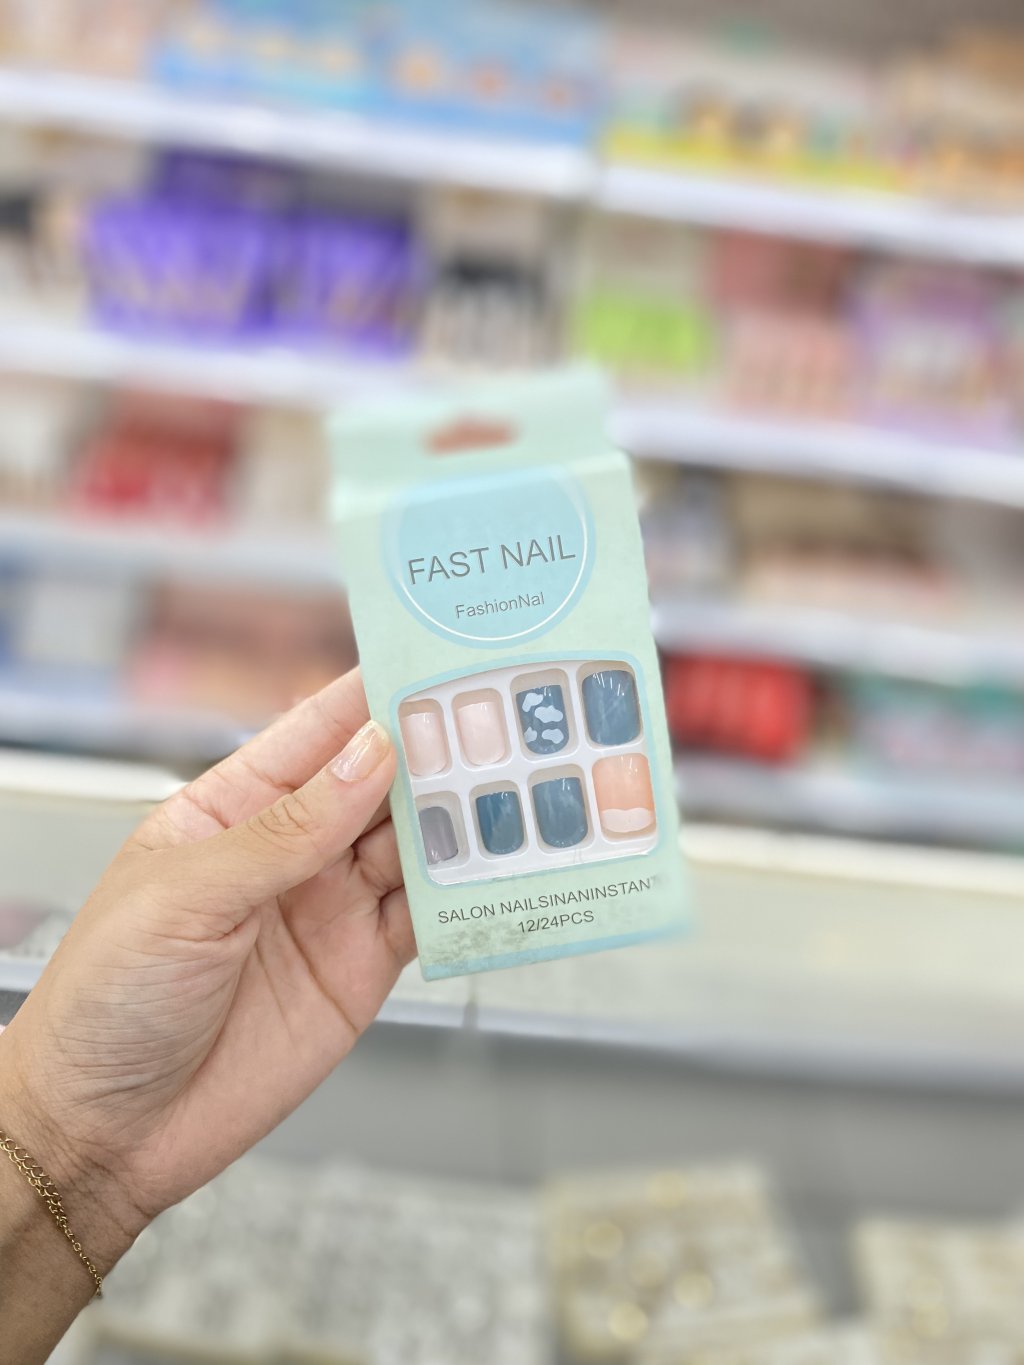 FAST NAIL
FashionNal
SALON NAILSINANINSTANT
12/24PCS